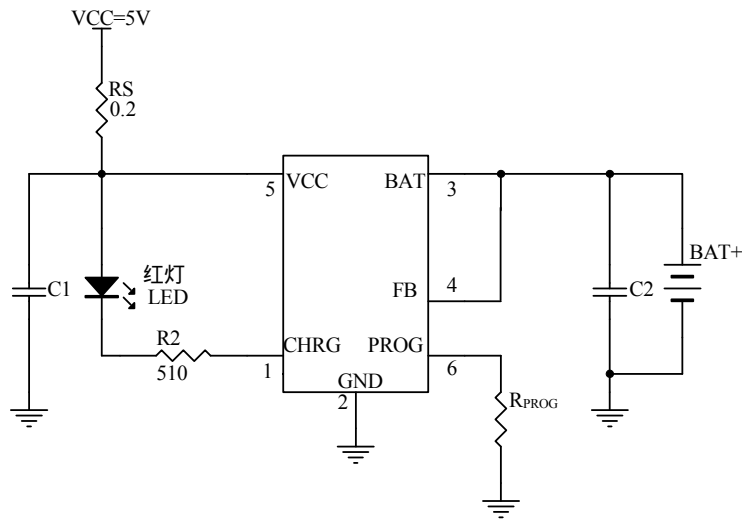 VCC=5V
RS
0.2
5
VCC
BAT
3
C1
红灯
LED
FB
4
C2
BAT+
R2
510
1
CHRG
PROG
6
GND
2
RPROG